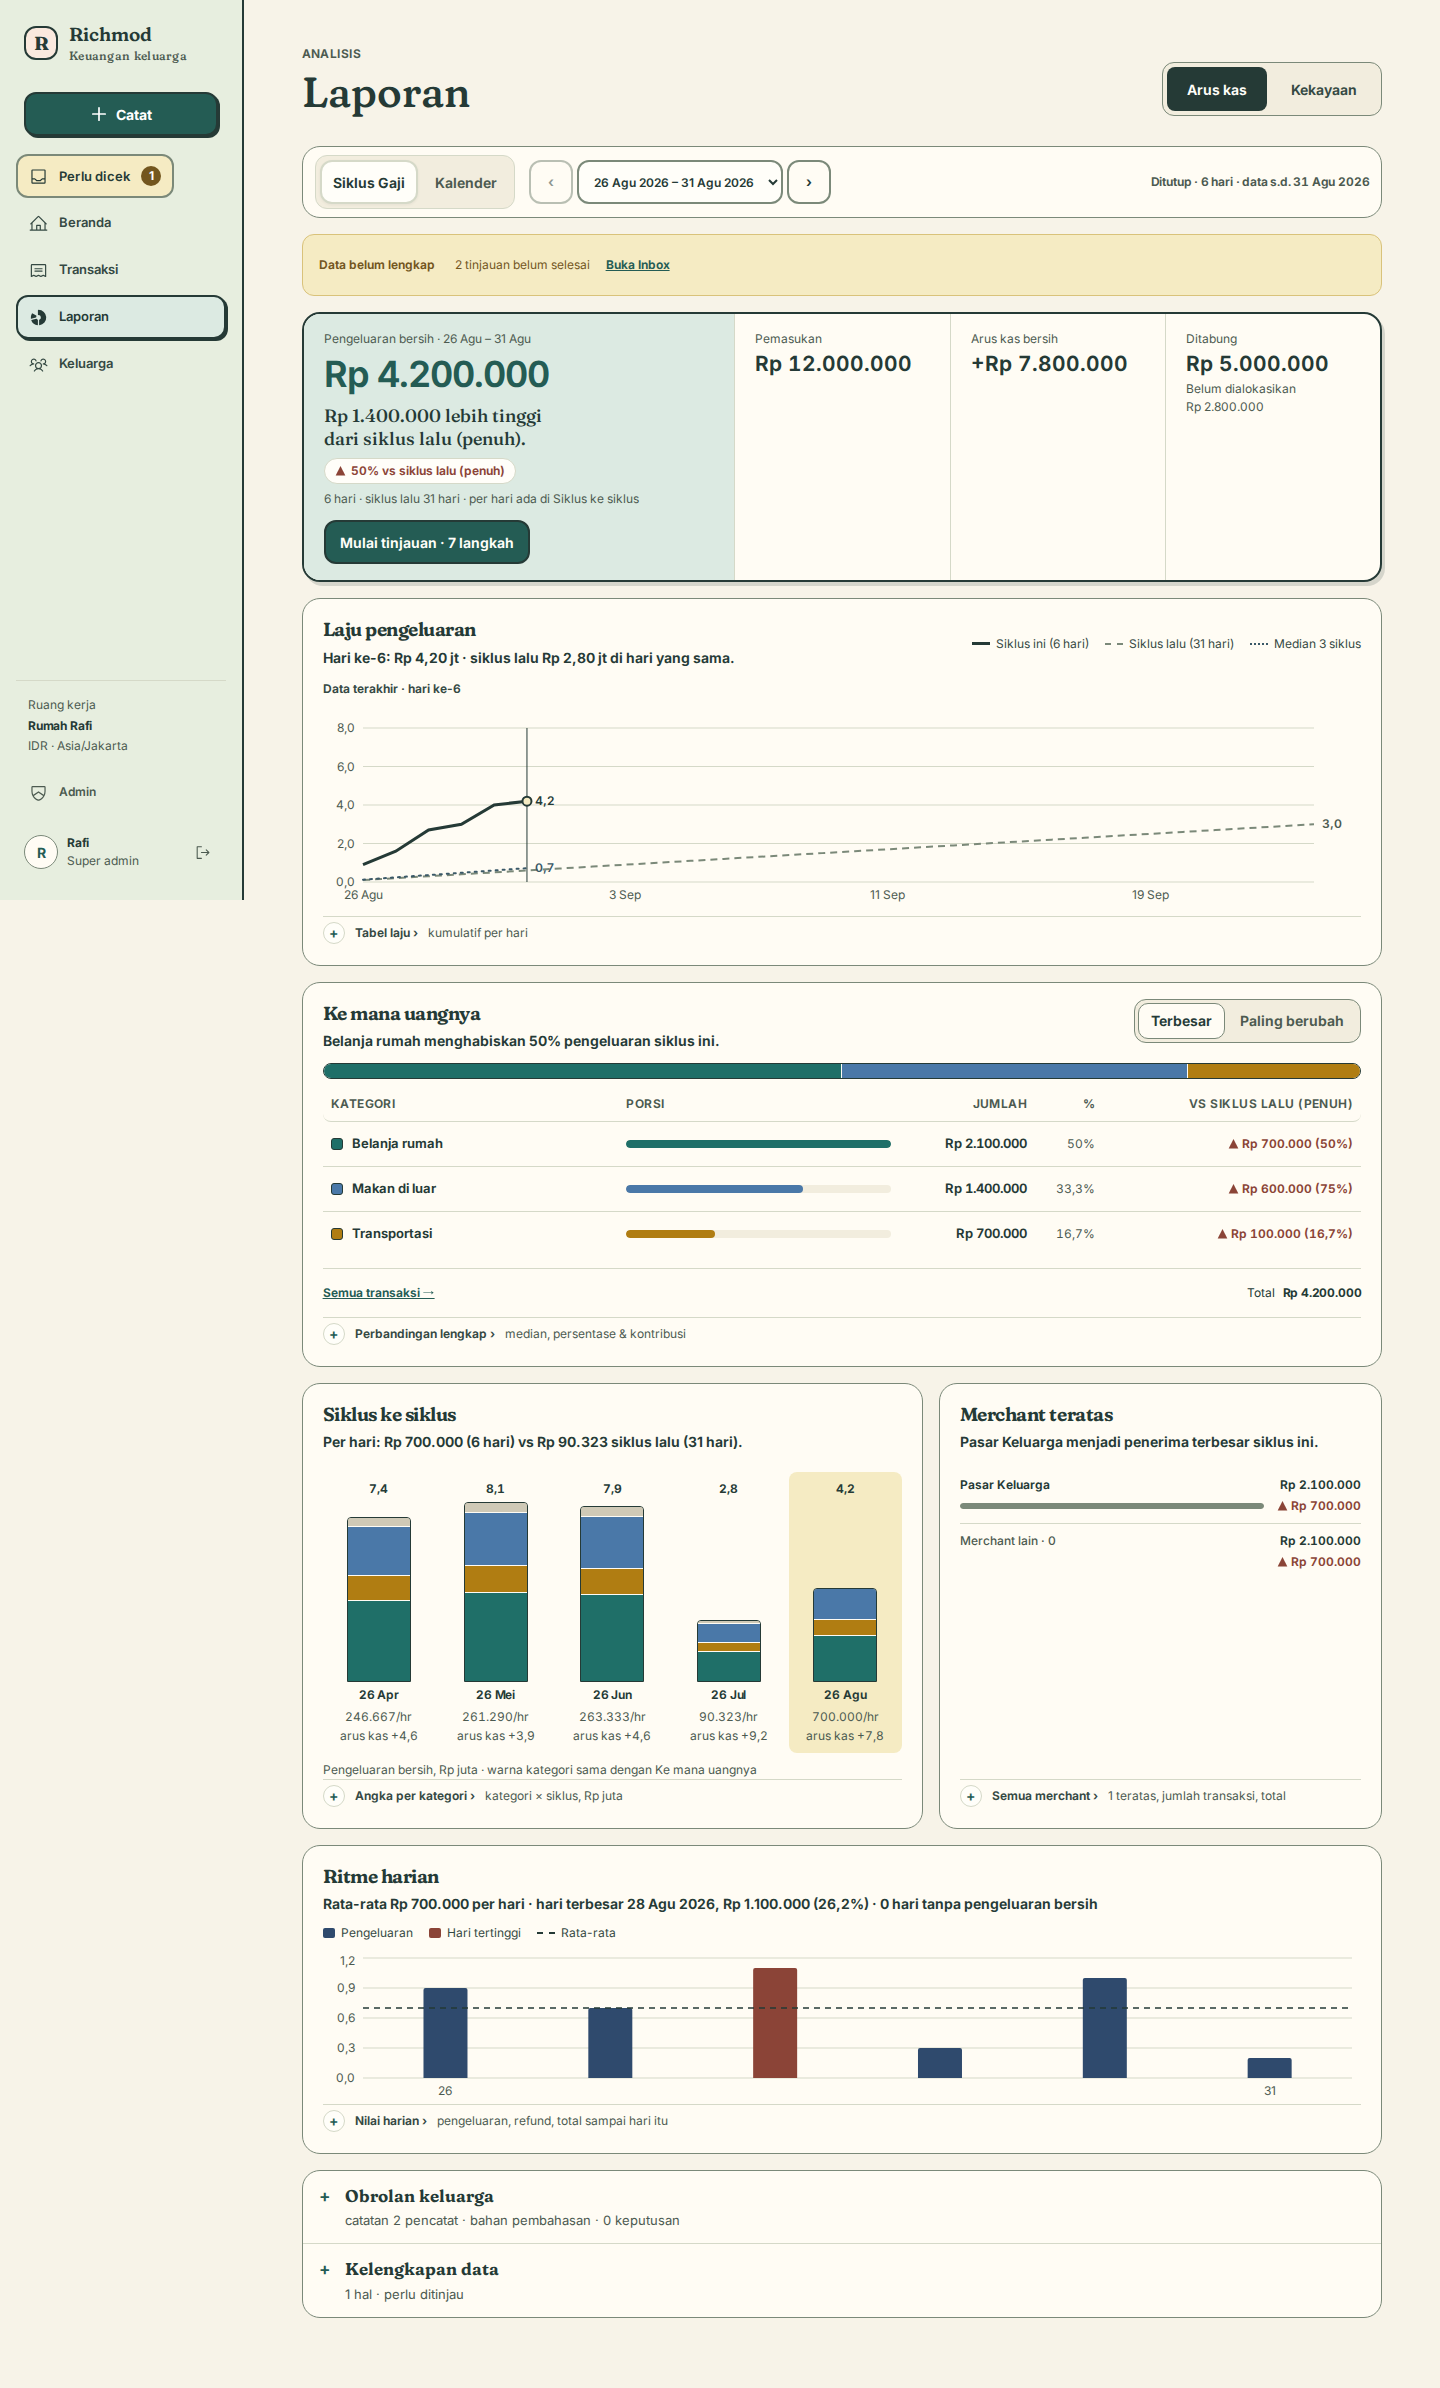 R
Richmod
Keuangan keluarga
+ Catat
Perlu dicek 1
Beranda
Transaksi
Laporan
Keluarga
Ruang kerja
Rumah Rafi
IDR · Asia/Jakarta
Admin
R
Rafi
Super admin
ANALISIS
Laporan
Arus kas Kekayaan
Siklus Gaji Kalender ‹ 26 Agu 2026 – 31 Agu 2026 › Ditutup · 6 hari · data s.d. 31 Agu 2026
Data belum lengkap 2 tinjauan belum selesai Buka Inbox
Pengeluaran bersih · 26 Agu – 31 Agu
Rp 4.200.000
Rp 1.400.000 lebih tinggi
dari siklus lalu (penuh).
▲ 50% vs siklus lalu (penuh)
6 hari · siklus lalu 31 hari · per hari ada di Siklus ke siklus
Mulai tinjauan · 7 langkah
Pemasukan
Rp 12.000.000
Arus kas bersih
+Rp 7.800.000
Ditabung
Rp 5.000.000
Belum dialokasikan
Rp 2.800.000
Laju pengeluaran
Hari ke-6: Rp 4,20 jt · siklus lalu Rp 2,80 jt di hari yang sama.
Siklus ini (6 hari) Siklus lalu (31 hari) Median 3 siklus
Data terakhir · hari ke-6
8,0
6,0
4,0
2,0
0,0
4,2
0,7
3,0
26 Agu 3 Sep 11 Sep 19 Sep
+ Tabel laju › kumulatif per hari
Ke mana uangnya
Belanja rumah menghabiskan 50% pengeluaran siklus ini.
Terbesar Paling berubah
KATEGORI PORSI JUMLAH % VS SIKLUS LALU (PENUH)
Belanja rumah Rp 2.100.000 50% ▲ Rp 700.000 (50%)
Makan di luar Rp 1.400.000 33,3% ▲ Rp 600.000 (75%)
Transportasi Rp 700.000 16,7% ▲ Rp 100.000 (16,7%)
Semua transaksi → Total Rp 4.200.000
+ Perbandingan lengkap › median, persentase & kontribusi
Siklus ke siklus
Per hari: Rp 700.000 (6 hari) vs Rp 90.323 siklus lalu (31 hari).
7,4 8,1 7,9 2,8 4,2
26 Apr 26 Mei 26 Jun 26 Jul 26 Agu
246.667/hr 261.290/hr 263.333/hr 90.323/hr 700.000/hr
arus kas +4,6 arus kas +3,9 arus kas +4,6 arus kas +9,2 arus kas +7,8
Pengeluaran bersih, Rp juta · warna kategori sama dengan Ke mana uangnya
+ Angka per kategori › kategori × siklus, Rp juta
Merchant teratas
Pasar Keluarga menjadi penerima terbesar siklus ini.
Pasar Keluarga Rp 2.100.000
▲ Rp 700.000
Merchant lain · 0 Rp 2.100.000
▲ Rp 700.000
+ Semua merchant › 1 teratas, jumlah transaksi, total
Ritme harian
Rata-rata Rp 700.000 per hari · hari terbesar 28 Agu 2026, Rp 1.100.000 (26,2%) · 0 hari tanpa pengeluaran bersih
Pengeluaran Hari tertinggi Rata-rata
1,2
0,9
0,6
0,3
0,0
26 31
+ Nilai harian › pengeluaran, refund, total sampai hari itu
+ Obrolan keluarga
catatan 2 pencatat · bahan pembahasan · 0 keputusan
+ Kelengkapan data
1 hal · perlu ditinjau